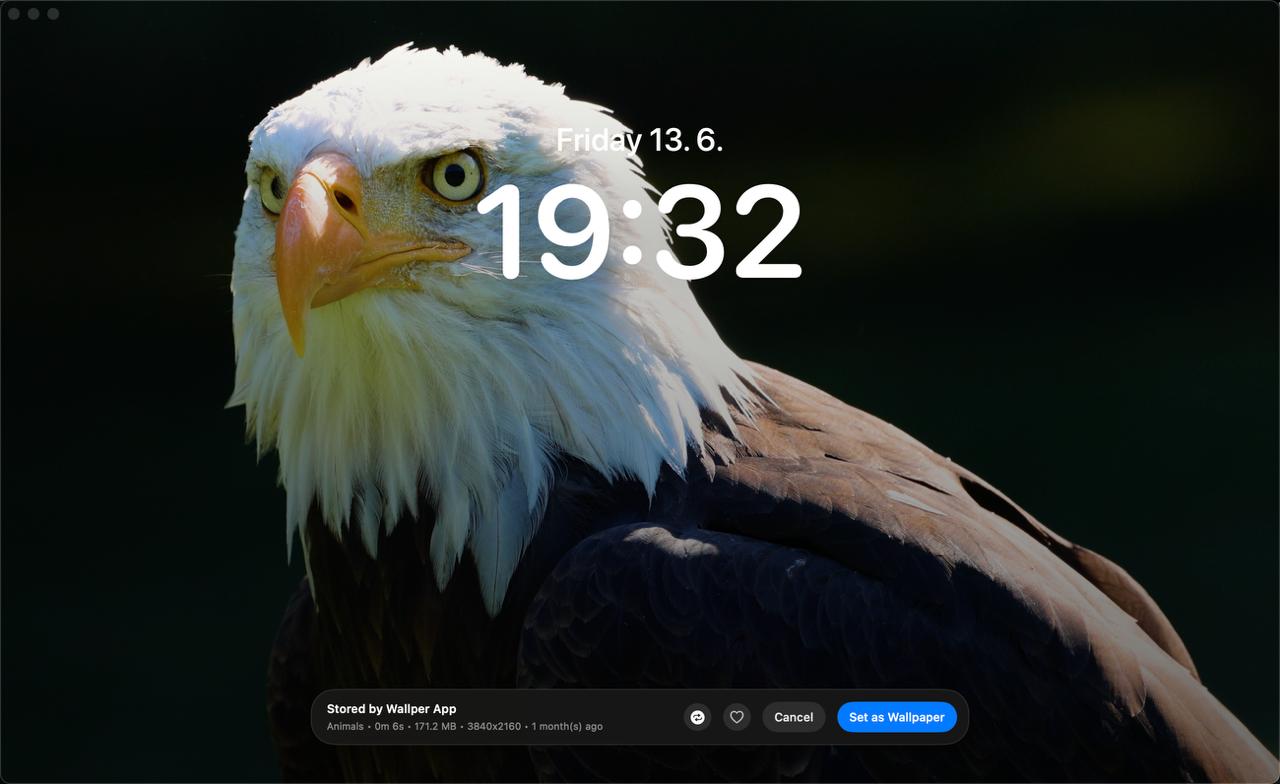 Friday 13. 6.
19:32
Stored by Wallper App
Animals • 0m 6s • 171.2 MB • 3840x2160 • 1 month(s) ago
Cancel
Set as Wallpaper